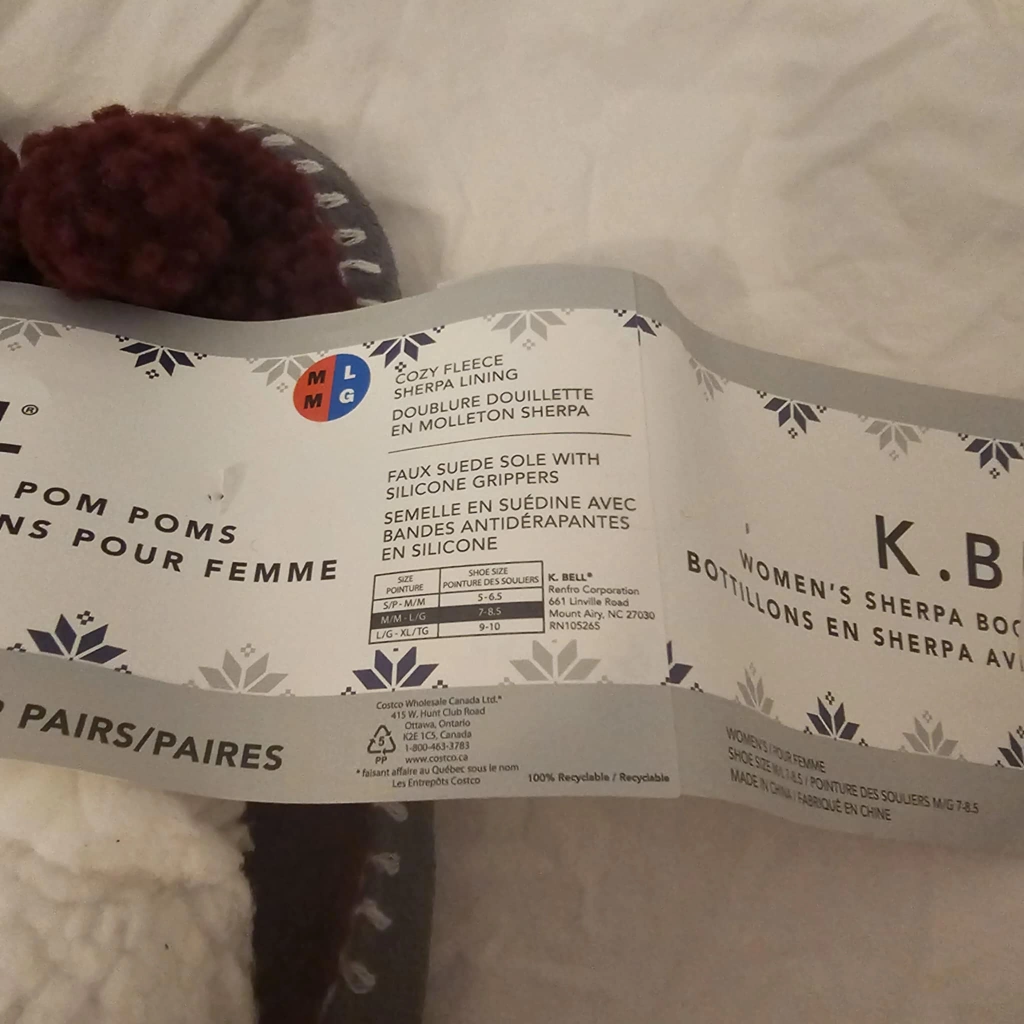 ®
POM POMS
NS POUR FEMME
PAIRS/PAIRES
M L
M G
COZY FLEECE
SHERPA LINING
DOUBLURE DOUILLETTE
EN MOLLETON SHERPA
FAUX SUEDE SOLE WITH
SILICONE GRIPPERS
SEMELLE EN SUÉDINE AVEC
BANDES ANTIDÉRAPANTES
EN SILICONE
SIZE
POINTURE
SHOE SIZE
POINTURE DES SOULIERS
S/P - M/M 5-6.5
M/M - L/G 7-8.5
L/G - XL/TG 9-10
K. BELL®
Renfro Corporation
661 Linville Road
Mount Airy, NC 27030
RN105265
Costco Wholesale Canada Ltd.*
415 W. Hunt Club Road
Ottawa, Ontario
K2E 1C5, Canada
1-800-463-3783
www.costco.ca
* faisant affaire au Québec sous le nom
Les Entrepôts Costco
5
PP
100% Recyclable / Recyclable
K.B
WOMEN'S SHERPA BOO
BOTTILLONS EN SHERPA AV
WOMEN'S / POUR FEMME
SHOE SIZE M/L 7-8.5 / POINTURE DES SOULIERS M/G 7-8.5
MADE IN CHINA / FABRIQUÉ EN CHINE